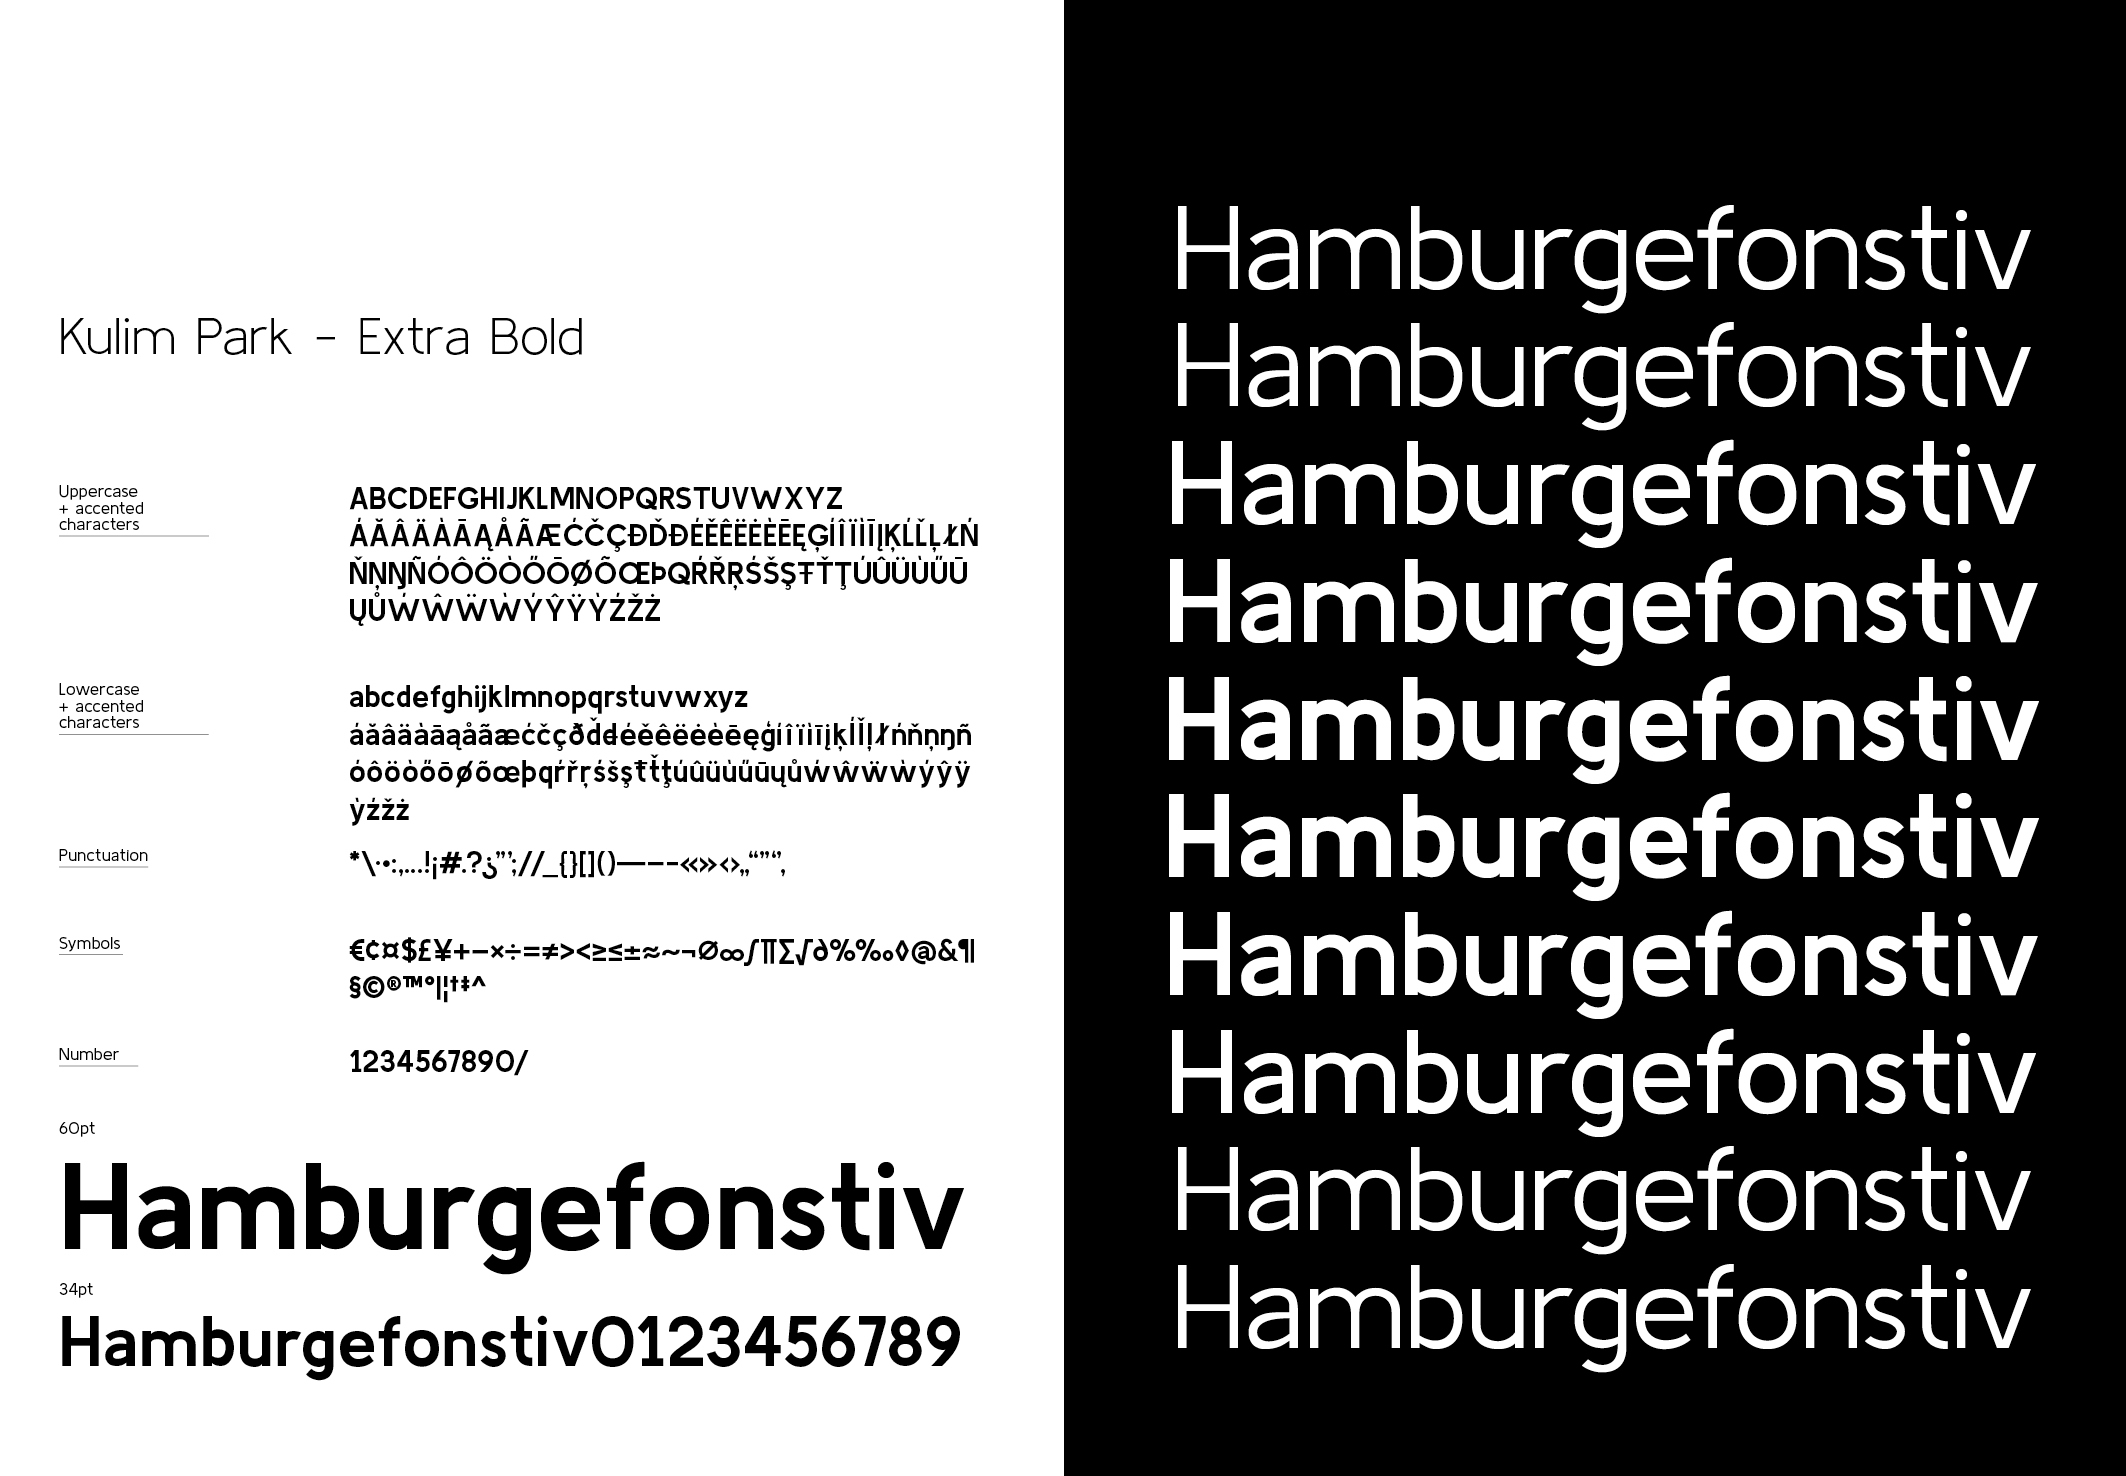 Kulim Park - Extra Bold
Uppercase
+ accented
characters
ABCDEFGHIJKLMNOPQRSTUVWXYZ
ÁĂÂÄÀĀĄÅÃÆĆČÇĐĎÐÉĚÊËĖÈĒĘĢÍÎÏİÌĪĮĶĹĽĻŁŃ
ŇŅŊÑÓÔÖÒŐŌØÕŒÞQŔŘŖŚŠŞŦŤŢÚÛÜÙŰŪ
ŲŮẂŴẄẀÝŶŸỲŹŽŻ
Lowercase
+ accented
characters
abcdefghijklmnopqrstuvwxyz
áăâäàāąåãæćčçðďđéěêëėèēęģíîïìīįķĺľļłńňņŋñ
óôöòőōøõœþqŕřŗśšşŧťţúûüùűūųůẃŵẅẁýŷÿ
ỳźžż
Punctuation
*\·•:,…!¡#.?¿"';//_{}[]()—–-«»‹›„“”‘’‚
Symbols
€¢¤$£¥+−×÷=≠><≥≤±≈~¬∅∞∫∏∑√∂%‰◊@&¶
§©®™°|¦†‡^
Number
1234567890/
60pt
Hamburgefonstiv
34pt
Hamburgefonstiv0123456789
Hamburgefonstiv
Hamburgefonstiv
Hamburgefonstiv
Hamburgefonstiv
Hamburgefonstiv
Hamburgefonstiv
Hamburgefonstiv
Hamburgefonstiv
Hamburgefonstiv
Hamburgefonstiv